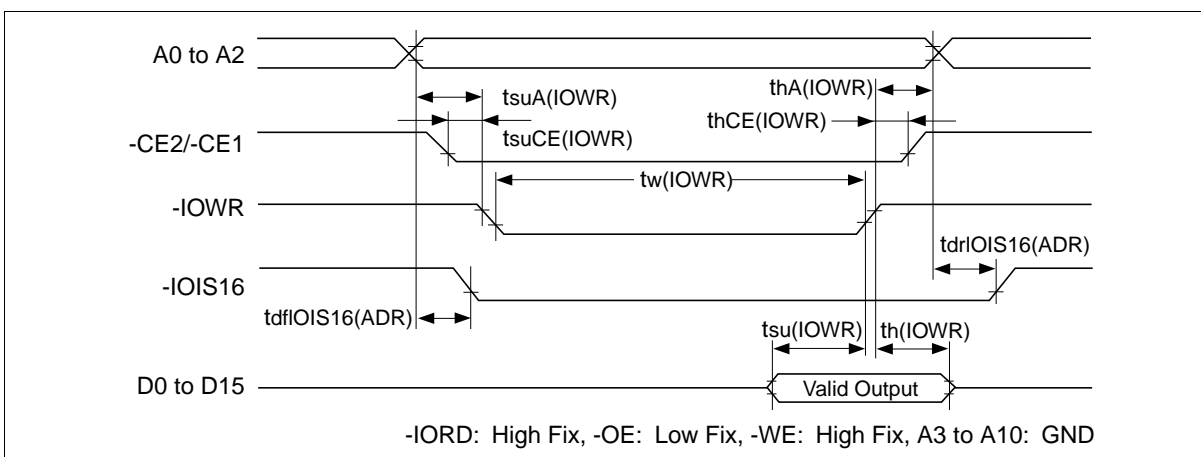 A0 to A2
tsuA(IOWR)
thA(IOWR)
-CE2/-CE1
tsuCE(IOWR)
thCE(IOWR)
tw(IOWR)
-IOWR
tdrIOIS16(ADR)
-IOIS16
tdfIOIS16(ADR)
tsu(IOWR)
th(IOWR)
D0 to D15
Valid Output
-IORD: High Fix, -OE: Low Fix, -WE: High Fix, A3 to A10: GND